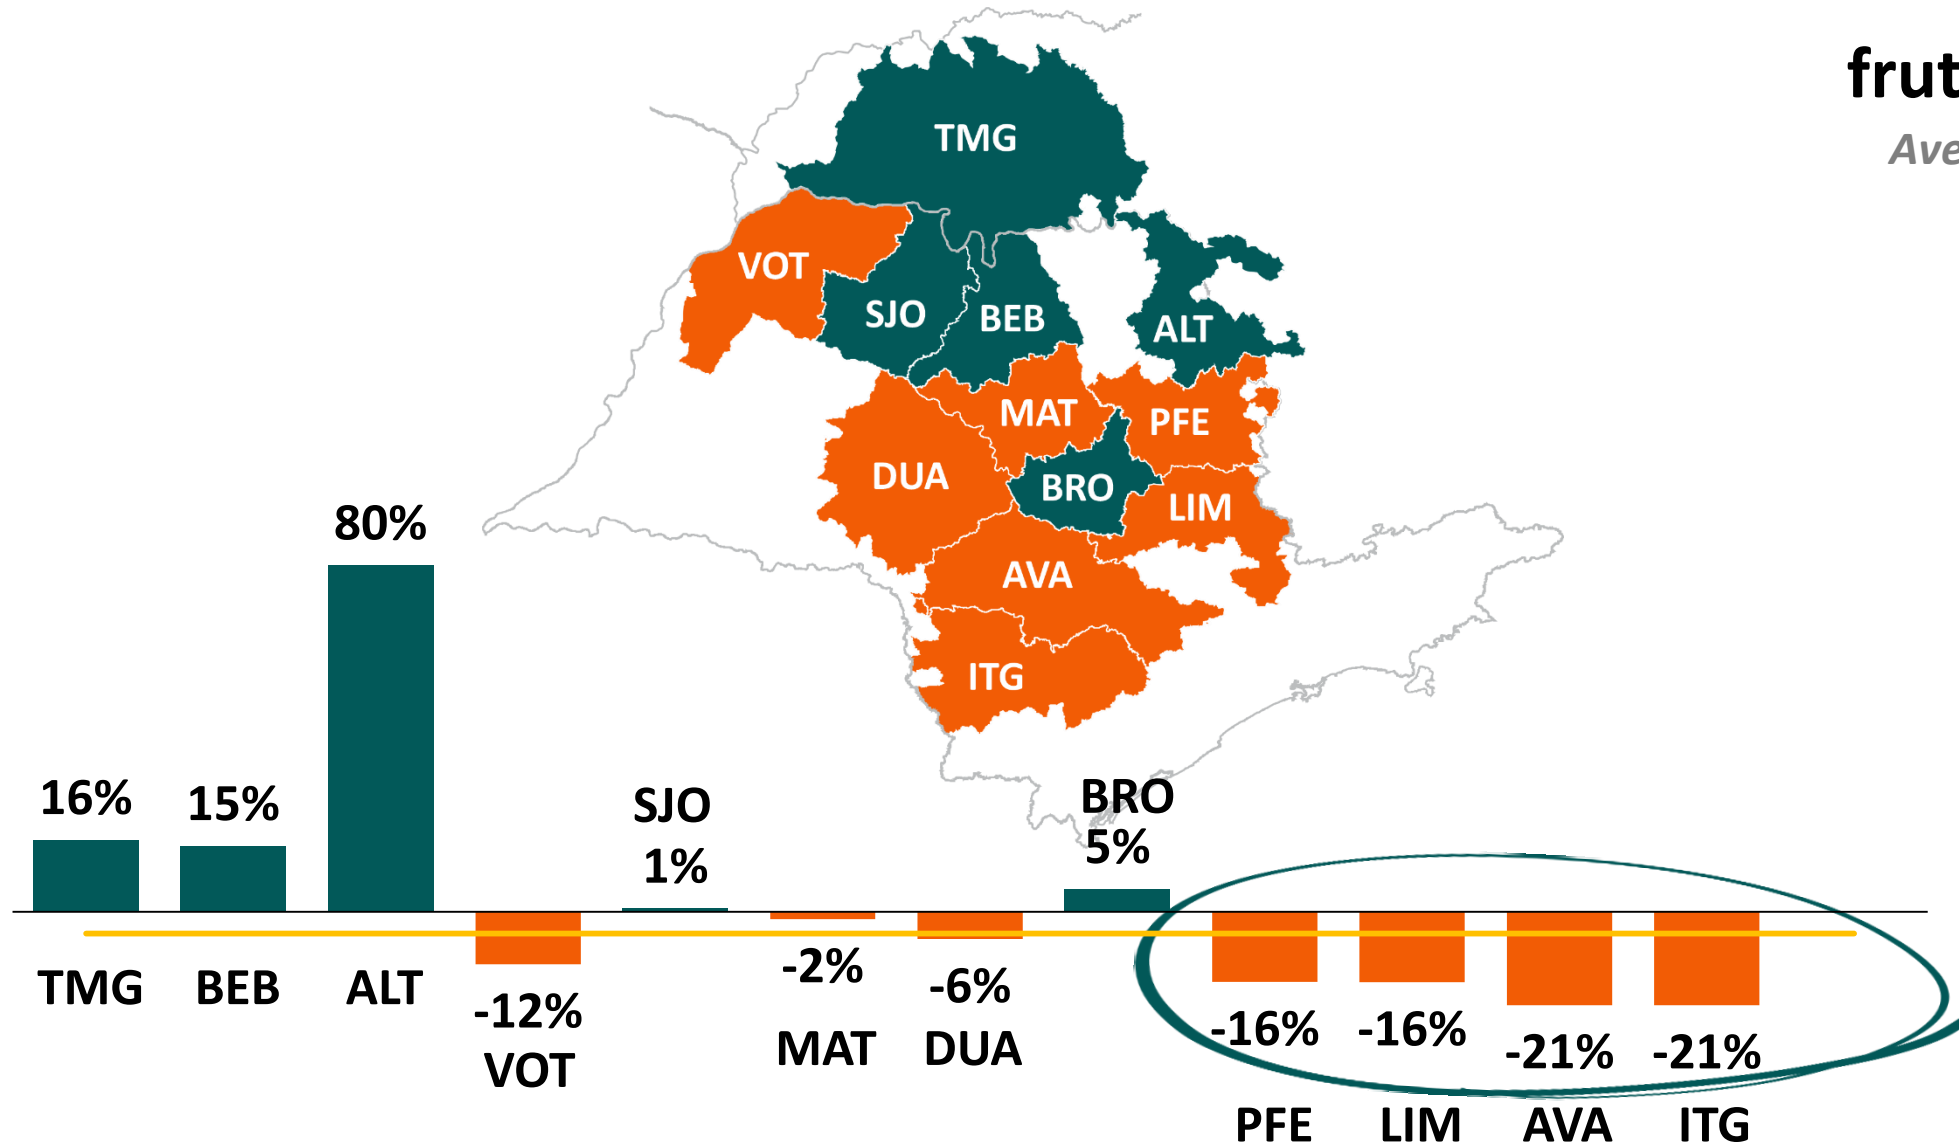 frut
Ave
TMG
VOT
SJO
BEB
ALT
MAT
PFE
DUA
BRO
LIM
AVA
ITG
80%
16%
15%
SJO
1%
BRO
5%
TMG
BEB
ALT
-12%
VOT
-2%
MAT
-6%
DUA
-16%
-16%
-21%
-21%
PFE
LIM
AVA
ITG